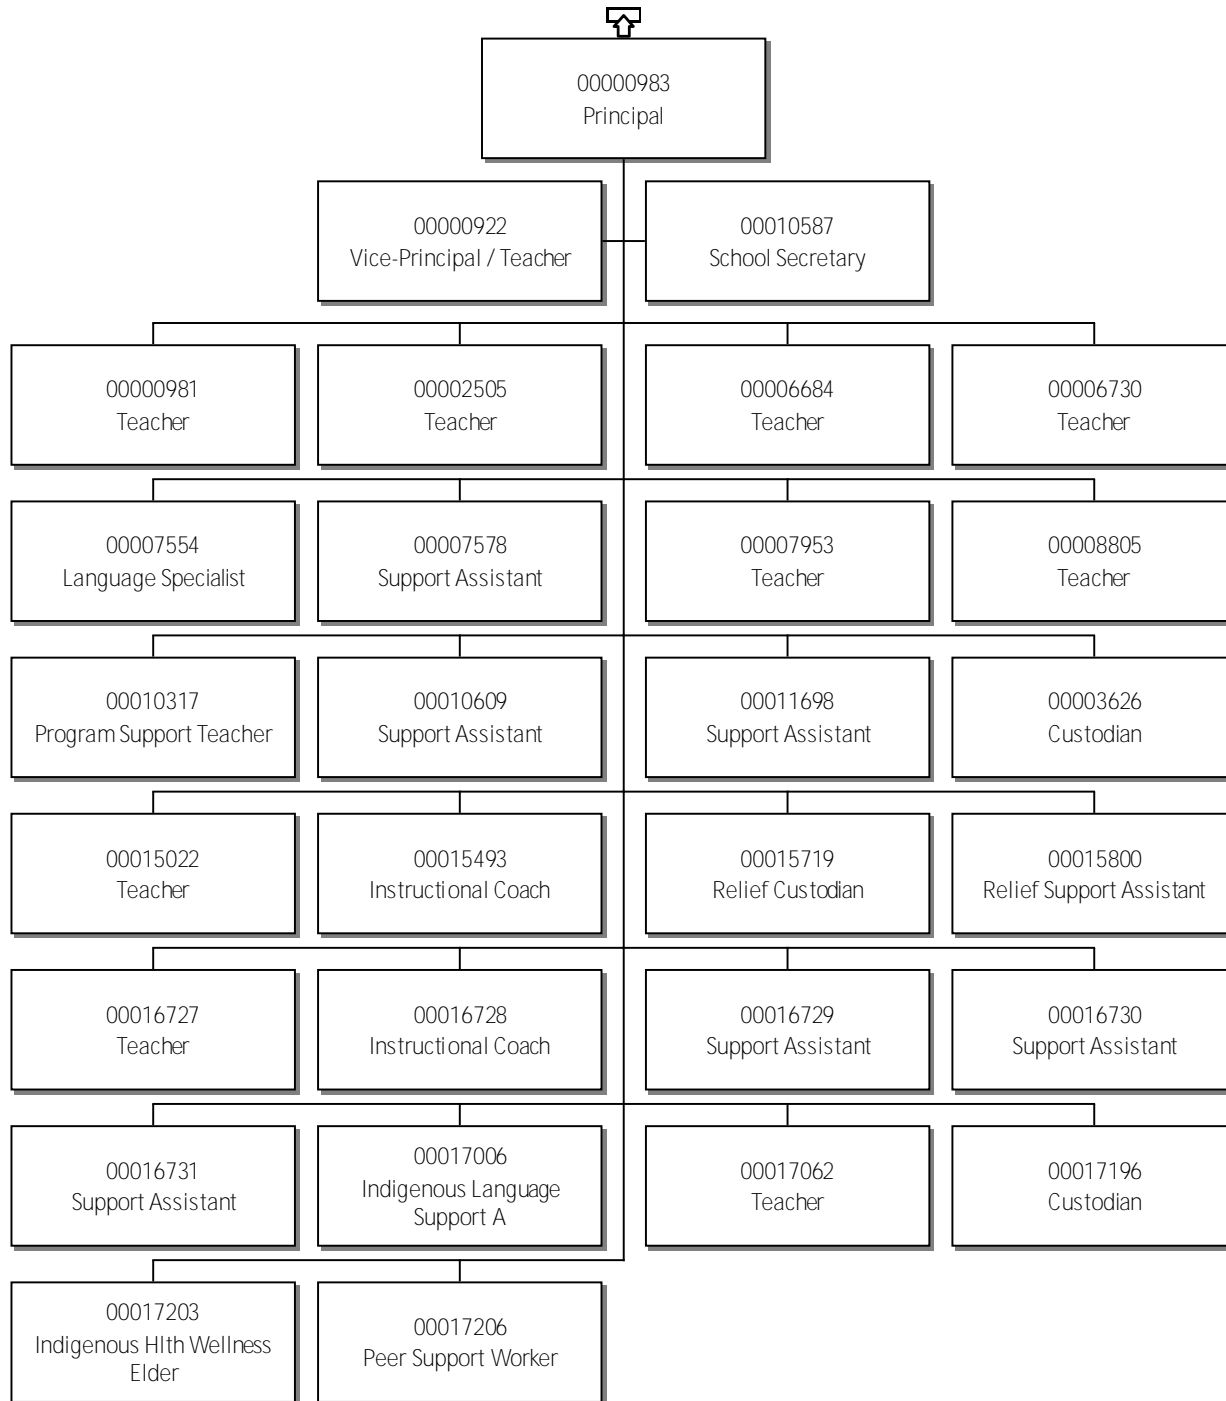 00000983
Principal
00000922
Vice-Principal / Teacher
00010587
School Secretary
00000981
Teacher
00002505
Teacher
00006684
Teacher
00006730
Teacher
00007554
Language Specialist
00007578
Support Assistant
00007953
Teacher
00008805
Teacher
00010317
Program Support Teacher
00010609
Support Assistant
00011698
Support Assistant
00003626
Custodian
00015022
Teacher
00015493
Instructional Coach
00015719
Relief Custodian
00015800
Relief Support Assistant
00016727
Teacher
00016728
Instructional Coach
00016729
Support Assistant
00016730
Support Assistant
00016731
Support Assistant
00017006
Indigenous Language
Support A
00017062
Teacher
00017196
Custodian
00017203
Indigenous Hlth Wellness
Elder
00017206
Peer Support Worker